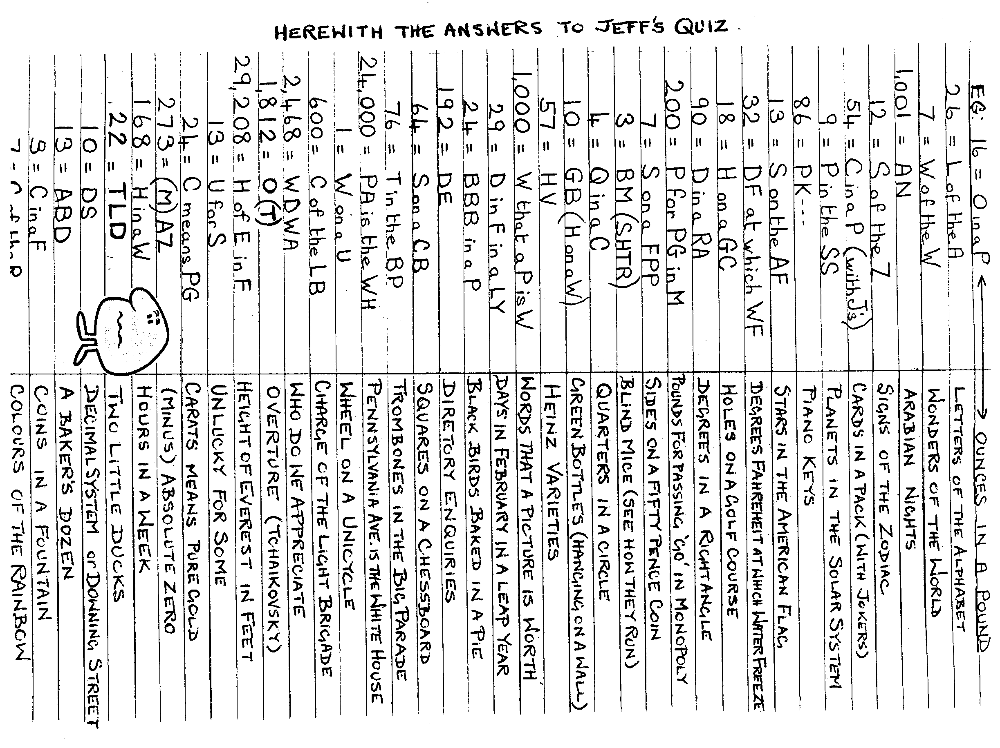 HEREWITH THE ANSWERS TO JEFF'S QUIZ.
EG: 16 = O in a P ↔ OUNCES IN A POUND
26 = L of the A LETTERS OF THE ALPHABET
7 = W of the W WONDERS OF THE WORLD
1,001 = AN ARABIAN NIGHTS
12 = S of the Z SIGNS OF THE ZODIAC
54 = C in a P (with J's) CARDS IN A PACK (WITH JOKERS)
9 = P in the SS PLANETS IN THE SOLAR SYSTEM
86 = PK--- PIANO KEYS
13 = S on the AF STARS IN THE AMERICAN FLAG
32 = DF at which WF DEGREES FAHREHEIT AT WHICH WATER FREEZE
18 = H on a GC HOLES ON A GOLF COURSE
90 = D in a RA DEGREES IN A RIGHT ANGLE
200 = P for PG in M POUNDS FOR PASSING 'GO' IN MONOPOLY
7 = S on a FPP SIDES ON A FIFTY PENCE COIN
3 = BM (SHTR) BLIND MICE (SEE HOW THEY RUN)
4 = Q in a C QUARTERS IN A CIRCLE
10 = GB (H on a W) GREEN BOTTLES (HANGING ON A WALL)
57 = HV HEINZ VARIETIES
1,000 = W that a P is W WORDS THAT A PICTURE IS WORTH
29 = D in F in a LY DAYS IN FEBRUARY IN A LEAP YEAR
24 = BBB in a P BLACK BIRDS BAKED IN A PIE
192 = DE DIRETORY ENQUIRIES
64 = S on a CB SQUARES ON A CHESSBOARD
76 = T in the BP TROMBONES IN THE BIG PARADE
24,000 = PA is the WH PENNSYLVANIA AVE. IS THE WHITE HOUSE
1 = W on a U WHEEL ON A UNICYCLE
600 = C of the LB CHARGE OF THE LIGHT BRIGADE
2,468 = WDWA WHO DO WE APPRECIATE
1,812 = O(T) OVERTURE (TCHAIKOVSKY)
29,208 = H of E in F HEIGHT OF EVEREST IN FEET
13 = U for S UNLUCKY FOR SOME
24 = C means PG CARATS MEANS PURE GOLD
273 = (M)AZ (MINUS) ABSOLUTE ZERO
168 = H in a W HOURS IN A WEEK
22 = TLD TWO LITTLE DUCKS
10 = DS DECIMAL SYSTEM or DOWNING STREET
13 = ABD A BAKER'S DOZEN
3 = C in a F COINS IN A FOUNTAIN
7 = C of the R COLOURS OF THE RAINBOW